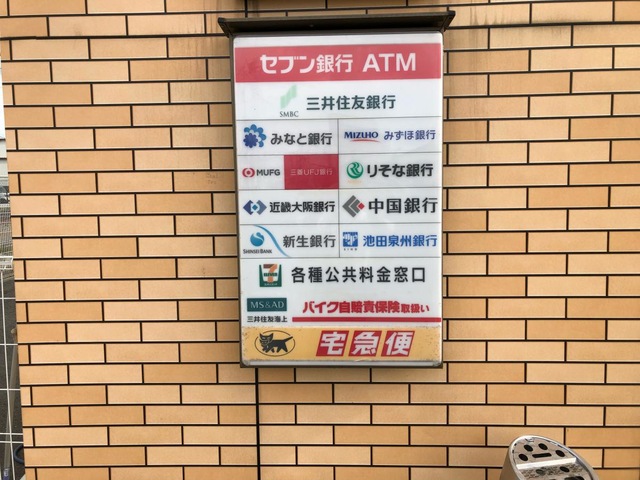 セブン銀行 ATM
SMBC 三井住友銀行
みなと銀行 MIZUHO みずほ銀行
MUFG 三菱UFJ銀行 りそな銀行
近畿大阪銀行 中国銀行
SHINSEI BANK 新生銀行 池田泉州銀行
各種公共料金窓口
MS&AD 三井住友海上 バイク自賠責保険取扱い
宅急便